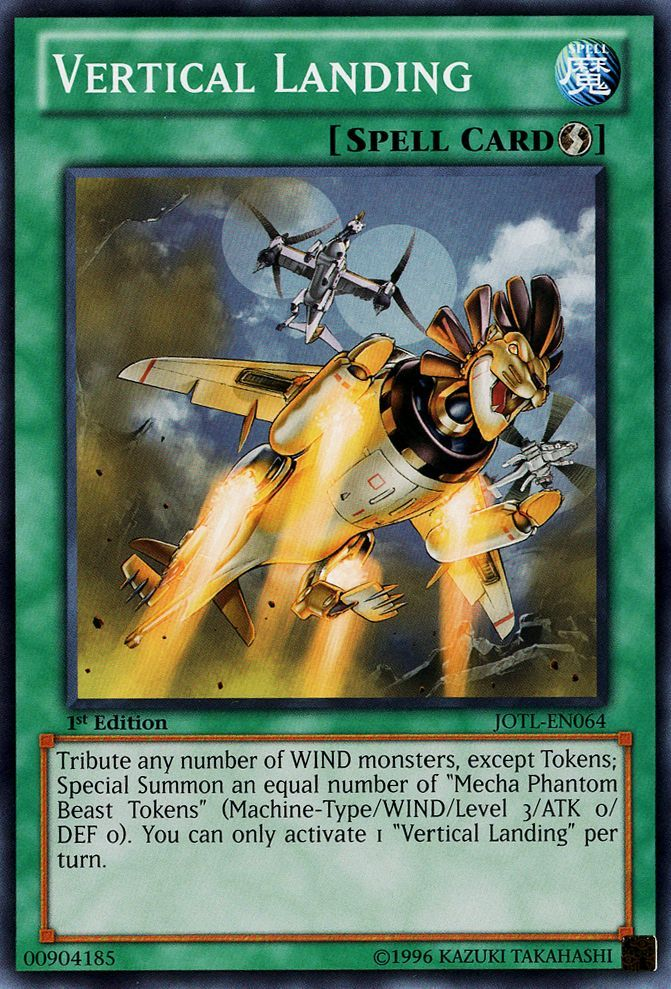 VERTICAL LANDING
SPELL
魔
[SPELL CARD]
1st Edition
JOTL-EN064
Tribute any number of WIND monsters, except Tokens;
Special Summon an equal number of "Mecha Phantom
Beast Tokens" (Machine-Type/WIND/Level 3/ATK 0/
DEF 0). You can only activate 1 "Vertical Landing" per
turn.
00904185
©1996 KAZUKI TAKAHASHI